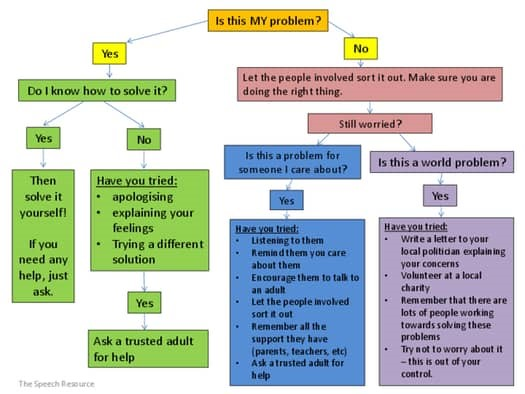 Is this MY problem?
Yes
No
Do I know how to solve it?
Let the people involved sort it out. Make sure you are
doing the right thing.
Still worried?
Yes
No
Is this a problem for
someone I care about?
Is this a world problem?
Yes
Yes
Then
solve it
yourself!
If you
need any
help, just
ask.
Have you tried:
• apologising
• explaining your
feelings
• Trying a different
solution
Yes
Ask a trusted adult
for help
Have you tried:
• Listening to them
• Remind them you care
about them
• Encourage them to talk to
an adult
• Let the people involved
sort it out
• Remember all the
support they have
(parents, teachers, etc)
• Ask a trusted adult for
help
Have you tried:
• Write a letter to your
local politician explaining
your concerns
• Volunteer at a local
charity
• Remember that there are
lots of people working
towards solving these
problems
• Try not to worry about it
– this is out of your
control.
The Speech Resource